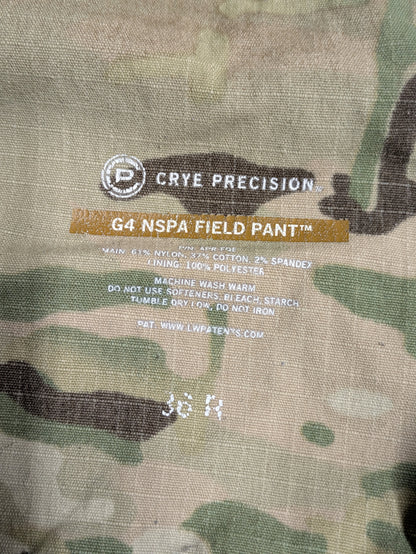 CRYE PRECISION
G4 NSPA FIELD PANT™
MAIN: 61% NYLON, 37% COTTON, 2% SPANDEX
LINING: 100% POLYESTER
MACHINE WASH WARM
DO NOT USE SOFTENERS, BLEACH, STARCH
TUMBLE DRY LOW, DO NOT IRON
PAT. WWW.LWPATENTS.COM
36 R